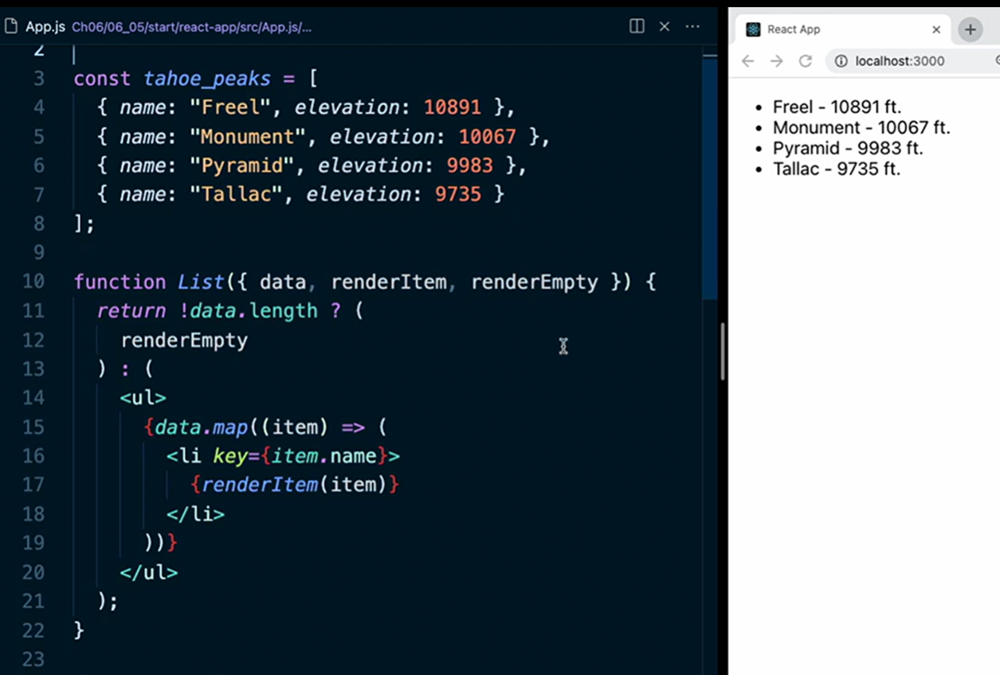 App.js Ch06/06_05/start/react-app/src/App.js/...
2
3 const tahoe_peaks = [
4 { name: "Freel", elevation: 10891 },
5 { name: "Monument", elevation: 10067 },
6 { name: "Pyramid", elevation: 9983 },
7 { name: "Tallac", elevation: 9735 }
8 ];
9
10 function List({ data, renderItem, renderEmpty }) {
11 return !data.length ? (
12 renderEmpty
13 ) : (
14 <ul>
15 {data.map((item) => (
16 <li key={item.name}>
17 {renderItem(item)}
18 </li>
19 ))}
20 </ul>
21 );
22 }
23
React App
localhost:3000
• Freel - 10891 ft.
• Monument - 10067 ft.
• Pyramid - 9983 ft.
• Tallac - 9735 ft.